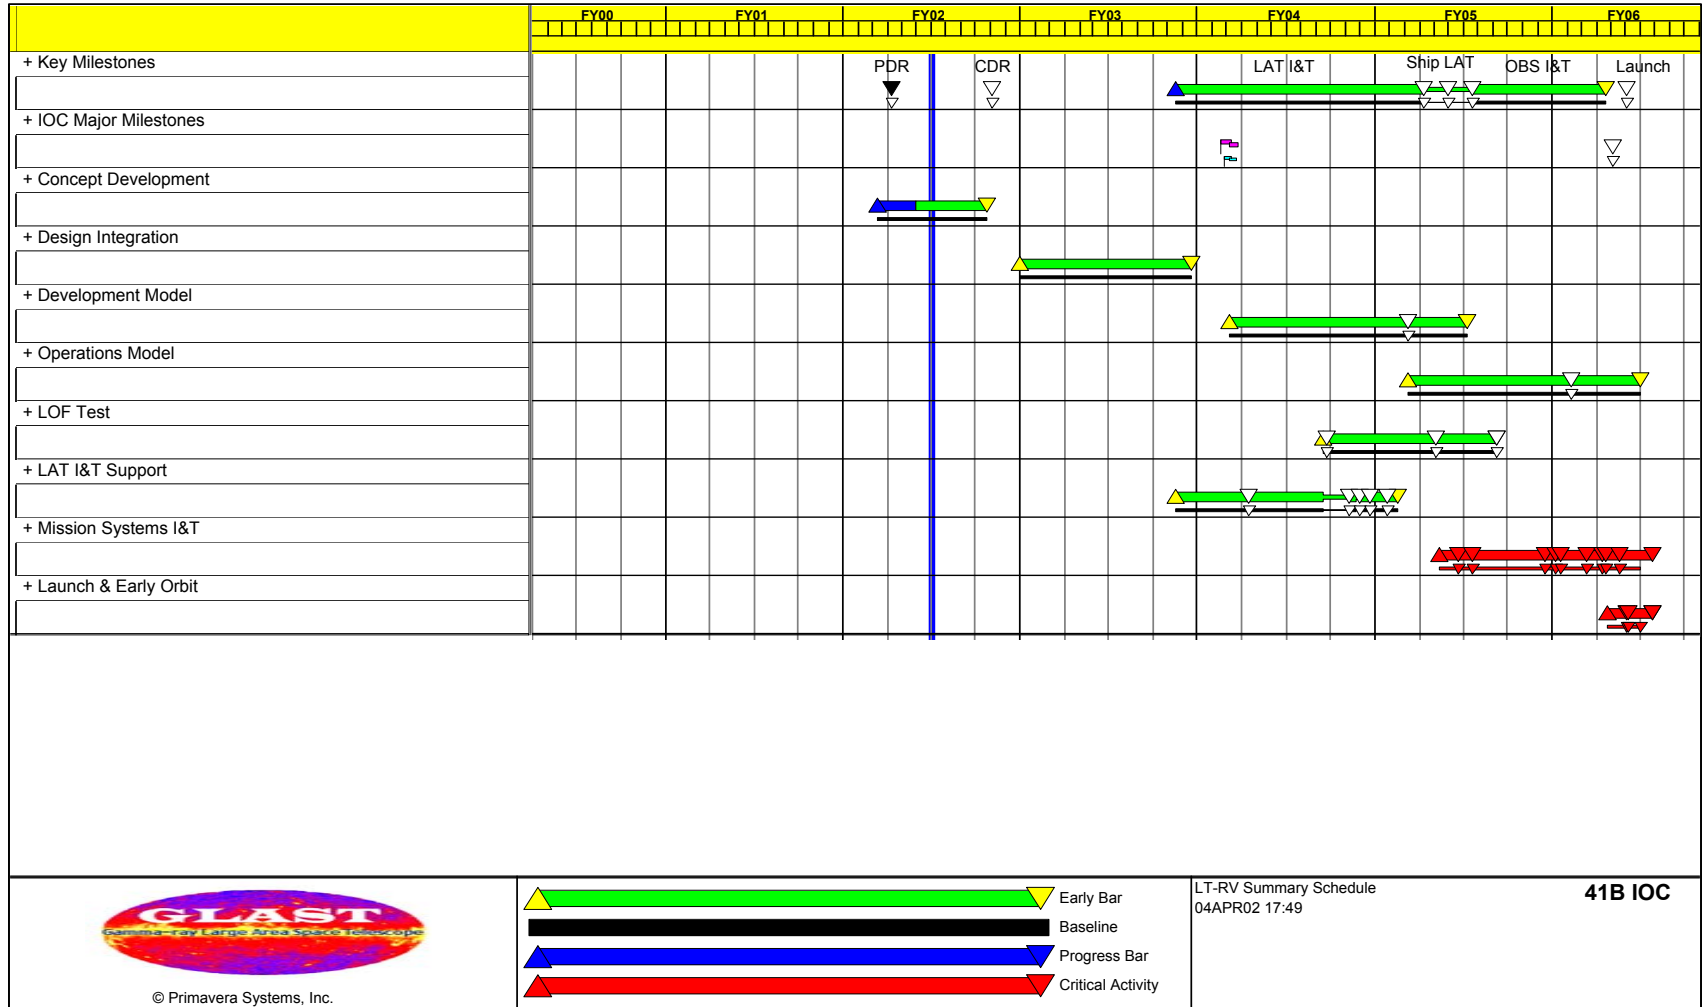 FY00 FY01 FY02 FY03 FY04 FY05 FY06
+ Key Milestones
PDR CDR LAT I&T Ship LAT OBS I&T Launch
+ IOC Major Milestones
+ Concept Development
+ Design Integration
+ Development Model
+ Operations Model
+ LOF Test
+ LAT I&T Support
+ Mission Systems I&T
+ Launch & Early Orbit
GLAST
Gamma-ray Large Area Space Telescope
© Primavera Systems, Inc.
Early Bar
Baseline
Progress Bar
Critical Activity
LT-RV Summary Schedule
04APR02 17:49
41B IOC